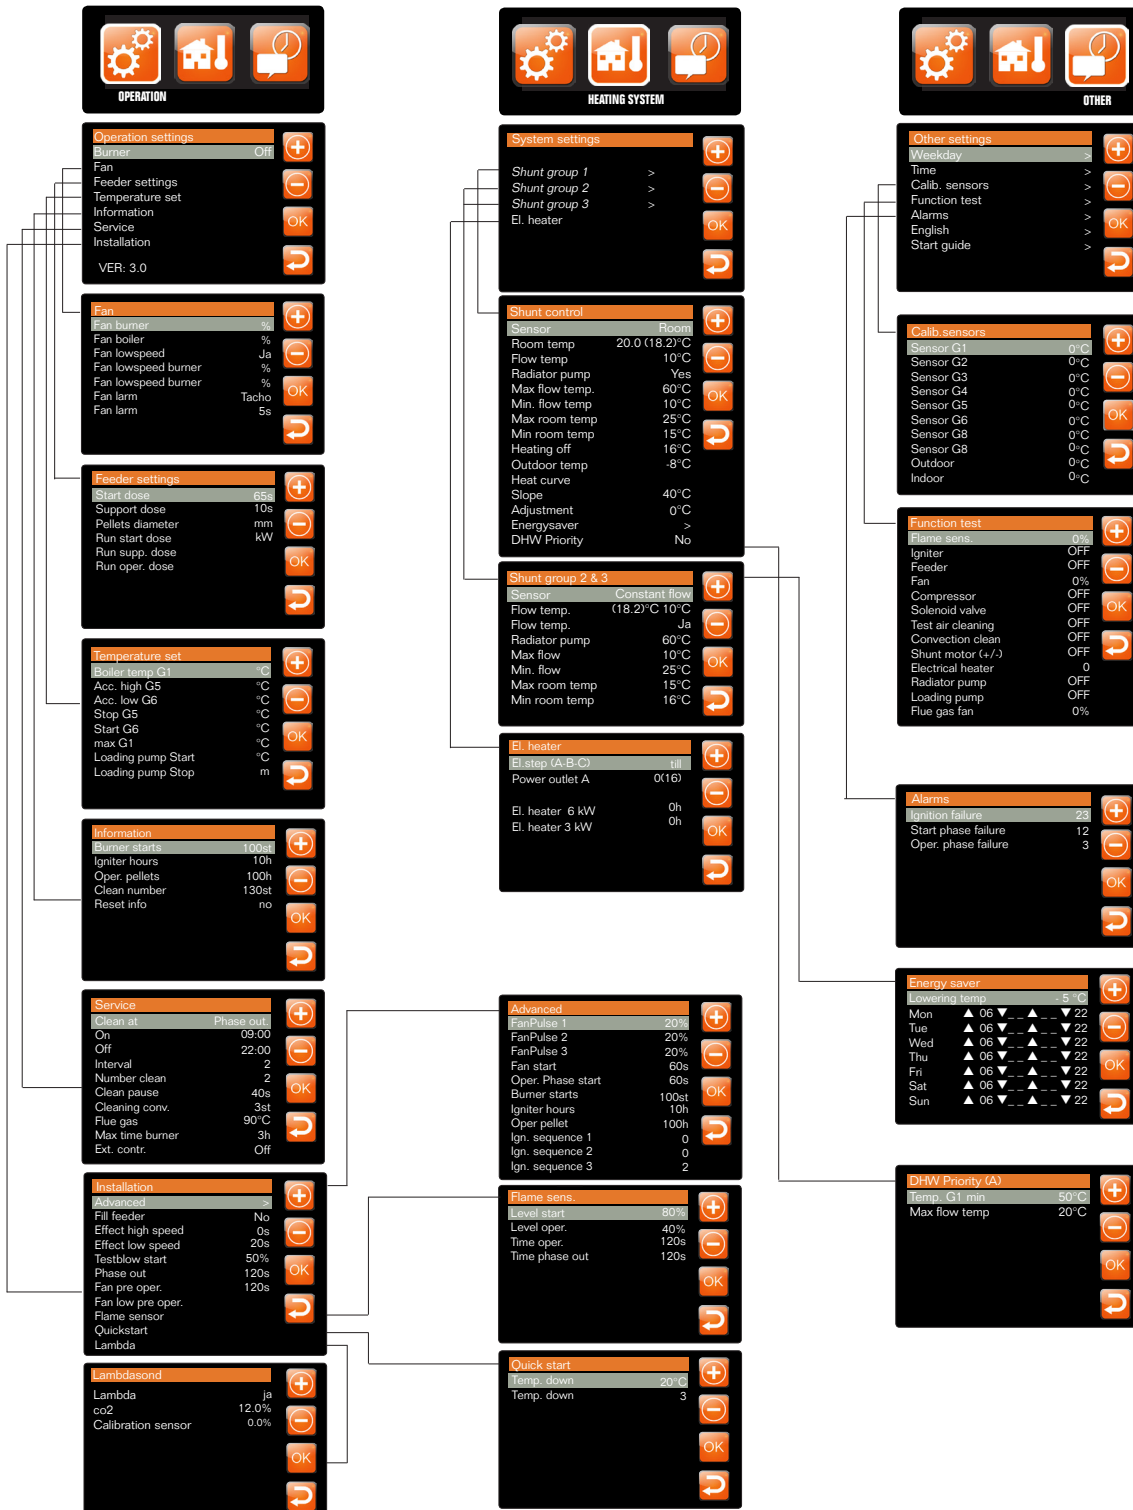 OPERATION
Operation settings
Burner Off
Fan
Feeder settings
Temperature set
Information
Service
Installation
VER: 3.0
OK
Fan
Fan burner %
Fan boiler %
Fan lowspeed Ja
Fan lowspeed burner %
Fan lowspeed burner %
Fan larm Tacho
Fan larm 5s
OK
Feeder settings
Start dose 65s
Support dose 10s
Pellets diameter mm
Run start dose kW
Run supp. dose
Run oper. dose
OK
Temperature set
Boiler temp G1 °C
Acc. high G5 °C
Acc. low G6 °C
Stop G5 °C
Start G6 °C
max G1 °C
Loading pump Start °C
Loading pump Stop m
OK
Information
Burner starts 100st
Igniter hours 10h
Oper. pellets 100h
Clean number 130st
Reset info no
OK
Service
Clean at Phase out.
On 09:00
Off 22:00
Interval 2
Number clean 2
Clean pause 40s
Cleaning conv. 3st
Flue gas 90°C
Max time burner 3h
Ext. contr. Off
OK
Installation
Advanced >
Fill feeder No
Effect high speed 0s
Effect low speed 20s
Testblow start 50%
Phase out 120s
Fan pre oper. 120s
Fan low pre oper.
Flame sensor
Quickstart
Lambda
OK
Lambdasond
Lambda ja
co2 12.0%
Calibration sensor 0.0%
OK
HEATING SYSTEM
System settings
Shunt group 1 >
Shunt group 2 >
Shunt group 3 >
El. heater
OK
Shunt control
Sensor Room
Room temp 20.0 (18.2)°C
Flow temp 10°C
Radiator pump Yes
Max flow temp. 60°C
Min. flow temp 10°C
Max room temp 25°C
Min room temp 15°C
Heating off 16°C
Outdoor temp -8°C
Heat curve
Slope 40°C
Adjustment 0°C
Energysaver >
DHW Priority No
OK
Shunt group 2 & 3
Sensor Constant flow
Flow temp. (18.2)°C 10°C
Flow temp. Ja
Radiator pump 60°C
Max flow 10°C
Min. flow 25°C
Max room temp 15°C
Min room temp 16°C
OK
El. heater
El.step (A-B-C) till
Power outlet A 0(16)
El. heater 6 kW 0h
El. heater 3 kW 0h
OK
Advanced
FanPulse 1 20%
FanPulse 2 20%
FanPulse 3 20%
Fan start 60s
Oper. Phase start 60s
Burner starts 100st
Igniter hours 10h
Oper pellet 100h
Ign. sequence 1 0
Ign. sequence 2 0
Ign. sequence 3 2
OK
Flame sens.
Level start 80%
Level oper. 40%
Time oper. 120s
Time phase out 120s
OK
Quick start
Temp. down 20°C
Temp. down 3
OK
OTHER
Other settings
Weekday >
Time >
Calib. sensors >
Function test >
Alarms >
English >
Start guide >
OK
Calib.sensors
Sensor G1 0°C
Sensor G2 0°C
Sensor G3 0°C
Sensor G4 0°C
Sensor G5 0°C
Sensor G6 0°C
Sensor G8 0°C
Sensor G8 0°C
Outdoor 0°C
Indoor 0°C
OK
Function test
Flame sens. 0%
Igniter OFF
Feeder OFF
Fan 0%
Compressor OFF
Solenoid valve OFF
Test air cleaning OFF
Convection clean OFF
Shunt motor (+/-) OFF
Electrical heater 0
Radiator pump OFF
Loading pump OFF
Flue gas fan 0%
OK
Alarms
Ignition failure 23
Start phase failure 12
Oper. phase failure 3
OK
Energy saver
Lowering temp - 5 °C
Mon ▲ 06 ▼ _ _ ▲ _ _ ▼ 22
Tue ▲ 06 ▼ _ _ ▲ _ _ ▼ 22
Wed ▲ 06 ▼ _ _ ▲ _ _ ▼ 22
Thu ▲ 06 ▼ _ _ ▲ _ _ ▼ 22
Fri ▲ 06 ▼ _ _ ▲ _ _ ▼ 22
Sat ▲ 06 ▼ _ _ ▲ _ _ ▼ 22
Sun ▲ 06 ▼ _ _ ▲ _ _ ▼ 22
OK
DHW Priority (A)
Temp. G1 min 50°C
Max flow temp 20°C
OK